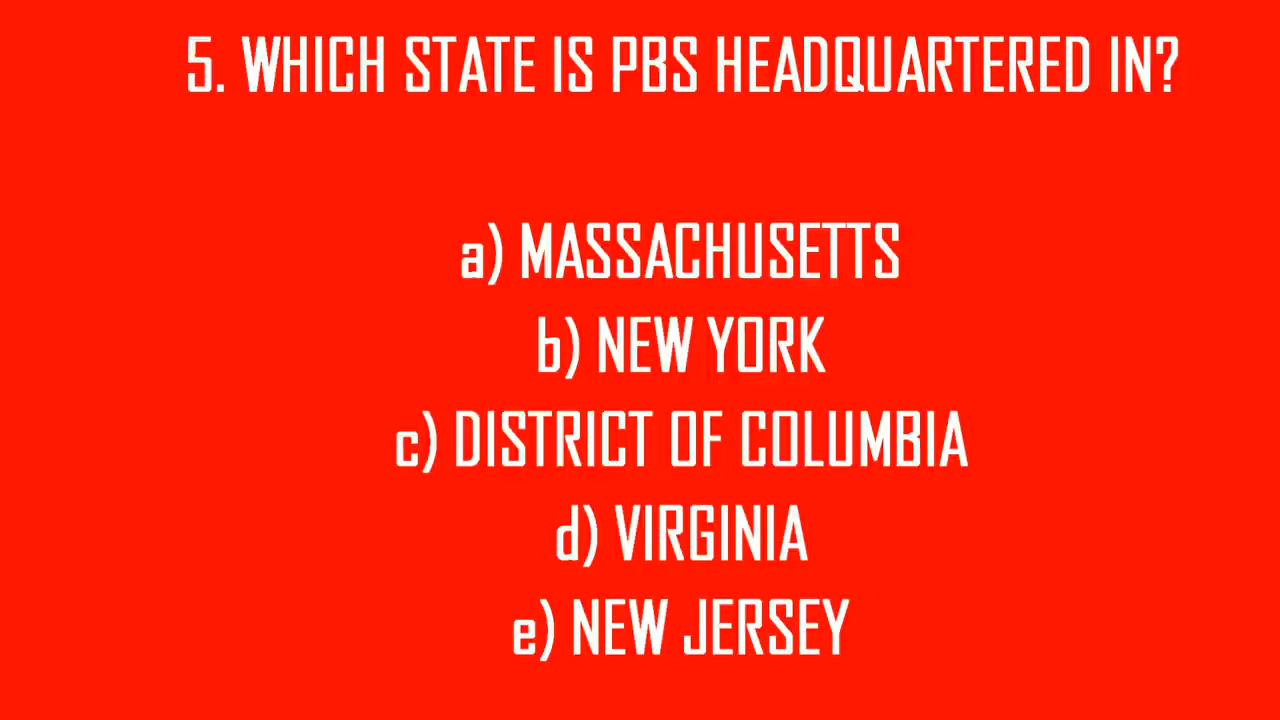 5. WHICH STATE IS PBS HEADQUARTERED IN?
a) MASSACHUSETTS
b) NEW YORK
c) DISTRICT OF COLUMBIA
d) VIRGINIA
e) NEW JERSEY